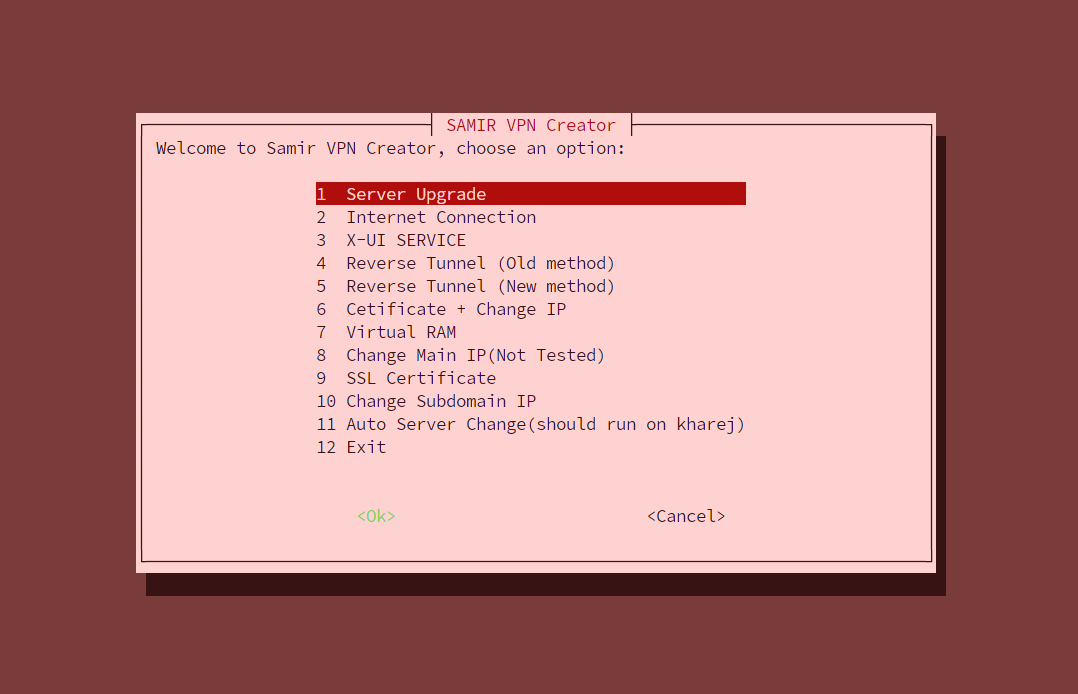 SAMIR VPN Creator
Welcome to Samir VPN Creator, choose an option:
1 Server Upgrade
2 Internet Connection
3 X-UI SERVICE
4 Reverse Tunnel (Old method)
5 Reverse Tunnel (New method)
6 Cetificate + Change IP
7 Virtual RAM
8 Change Main IP(Not Tested)
9 SSL Certificate
10 Change Subdomain IP
11 Auto Server Change(should run on kharej)
12 Exit
<Ok> <Cancel>